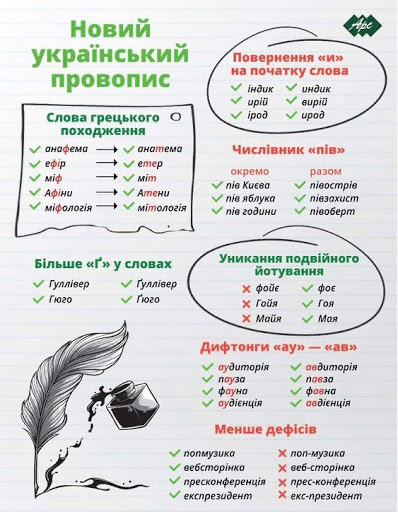 Новий
український
провопис
Арс
Повернення «и»
на початку слова
✓ індик ✓ индик
✓ ирій ✓ вирій
✓ ірод ✓ ирод
Слова грецького
походження
✓ анафема → ✓ анатема
✓ ефір → ✓ етер
✓ міф → ✓ міт
✓ Афіни → ✓ Атени
✓ міфологія → ✓ мітологія
Числівник «пів»
окремо разом
✓ пів Києва ✓ півострів
✓ пів яблука ✓ півзахист
✓ пів години ✓ півоберт
Більше «Ґ» у словах
✓ Гуллівер ✓ Ґуллівер
✓ Гюго ✓ Ґюго
Уникання подвійного
йотування
✗ фойє ✓ фоє
✗ Гойя ✓ Гоя
✗ Майя ✓ Мая
Дифтонги «ау» — «ав»
✓ аудиторія ✓ авдиторія
✓ пауза ✓ павза
✓ фауна ✓ фавна
✓ аудієнція ✓ авдієнція
Менше дефісів
✓ попмузика ✗ поп-музика
✓ вебсторінка ✗ веб-сторінка
✓ пресконференція ✗ прес-конференція
✓ експрезидент ✗ екс-президент